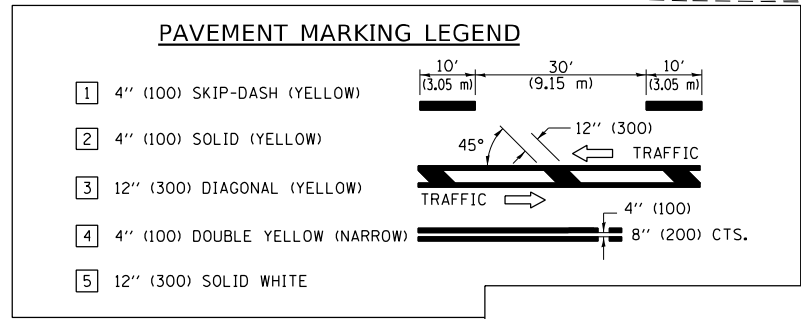 PAVEMENT MARKING LEGEND
10' 30' 10'
(3.05 m) (9.15 m) (3.05 m)
1 4'' (100) SKIP-DASH (YELLOW)
2 4'' (100) SOLID (YELLOW)
45° 12'' (300)
TRAFFIC
3 12'' (300) DIAGONAL (YELLOW)
TRAFFIC
4'' (100)
4 4'' (100) DOUBLE YELLOW (NARROW) 8'' (200) CTS.
5 12'' (300) SOLID WHITE